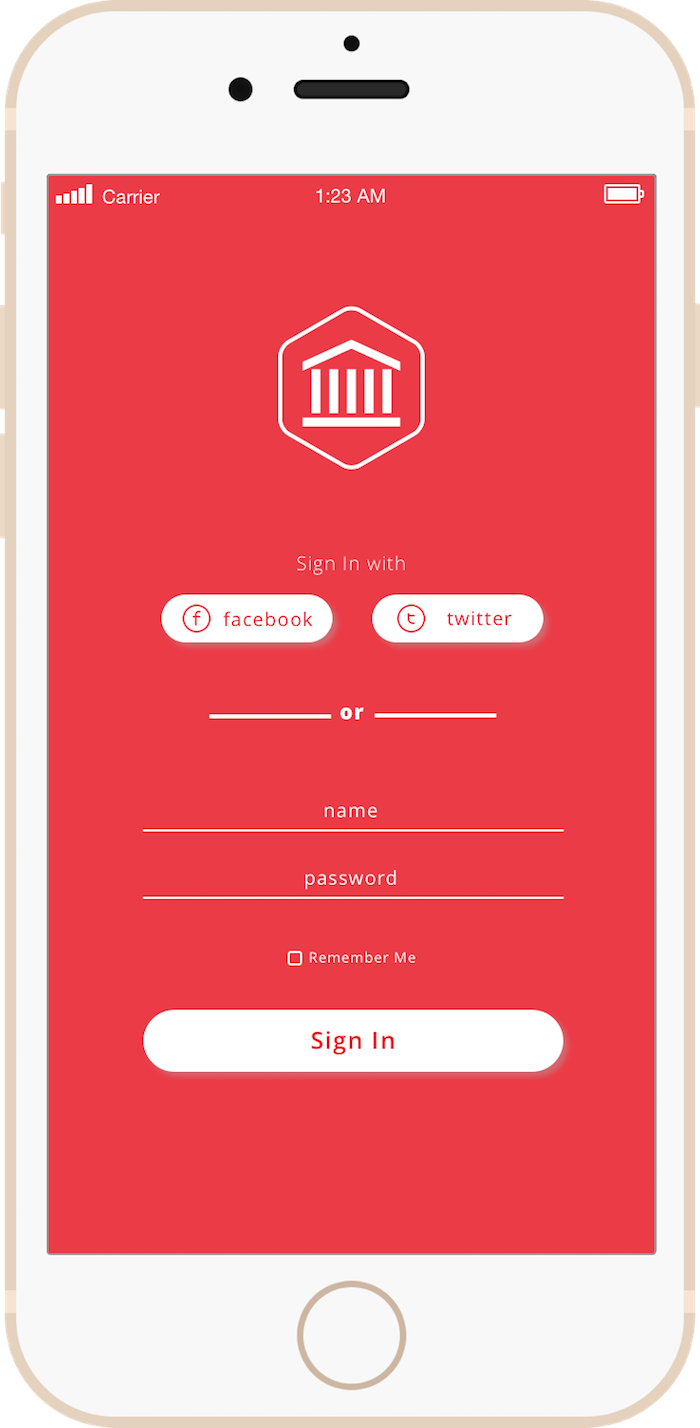 Carrier 1:23 AM
Sign In with
facebook twitter
or
name
password
Remember Me
Sign In